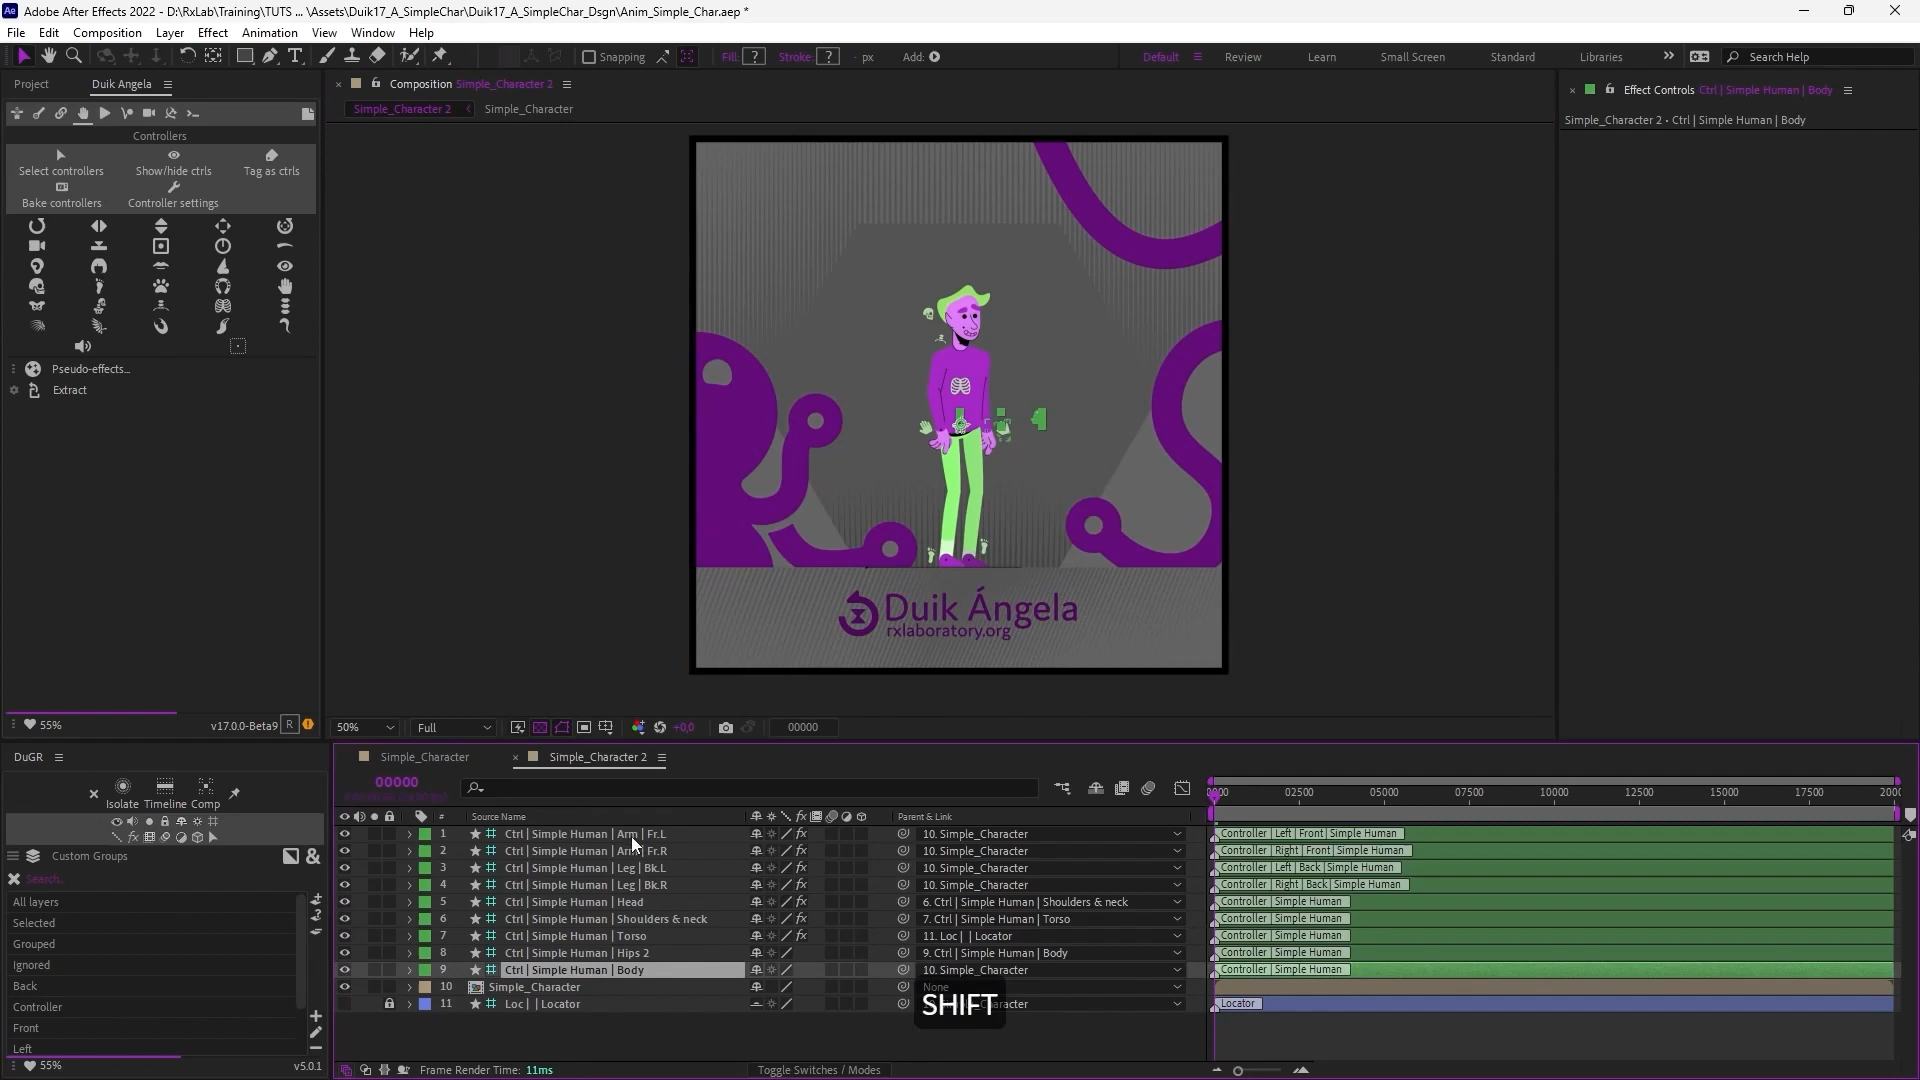 Adobe After Effects 2022 - D:\RxLab\Training\TUTS ... \Assets\Duik17_A_SimpleChar\Duik17_A_SimpleChar_Dsgn\Anim_Simple_Char.aep *
File Edit Composition Layer Effect Animation View Window Help
Snapping Fill: ? Stroke: ? px Add: Default Review Learn Small Screen Standard Libraries Search Help
Project Duik Angela
Composition Simple_Character 2
Effect Controls Ctrl | Simple Human | Body
Simple_Character 2 Simple_Character
Simple_Character 2 • Ctrl | Simple Human | Body
Controllers
Select controllers Show/hide ctrls Tag as ctrls
Bake controllers Controller settings
Pseudo-effects...
Extract
Duik Ángela
rxlaboratory.org
55% v17.0.0-Beta9 R
50% Full +0,0 00000
DuGR
Simple_Character Simple_Character 2
00000
Isolate Timeline Comp
02500 05000 07500 10000 12500 15000 17500
# Source Name Parent & Link
1 Ctrl | Simple Human | Arm | Fr.L 10. Simple_Character Controller | Left | Front | Simple Human
2 Ctrl | Simple Human | Arm | Fr.R 10. Simple_Character Controller | Right | Front | Simple Human
3 Ctrl | Simple Human | Leg | Bk.L 10. Simple_Character Controller | Left | Back | Simple Human
4 Ctrl | Simple Human | Leg | Bk.R 10. Simple_Character Controller | Right | Back | Simple Human
5 Ctrl | Simple Human | Head 6. Ctrl | Simple Human | Shoulders & neck Controller | Simple Human
6 Ctrl | Simple Human | Shoulders & neck 7. Ctrl | Simple Human | Torso Controller | Simple Human
7 Ctrl | Simple Human | Torso 11. Loc | | Locator Controller | Simple Human
8 Ctrl | Simple Human | Hips 2 9. Ctrl | Simple Human | Body Controller | Simple Human
9 Ctrl | Simple Human | Body 10. Simple_Character Controller | Simple Human
10 Simple_Character None
11 Loc | | Locator Locator
SHIFT
Custom Groups
Search...
All layers
Selected
Grouped
Ignored
Back
Controller
Front
Left
55% v5.0.1
Frame Render Time: 11ms Toggle Switches / Modes